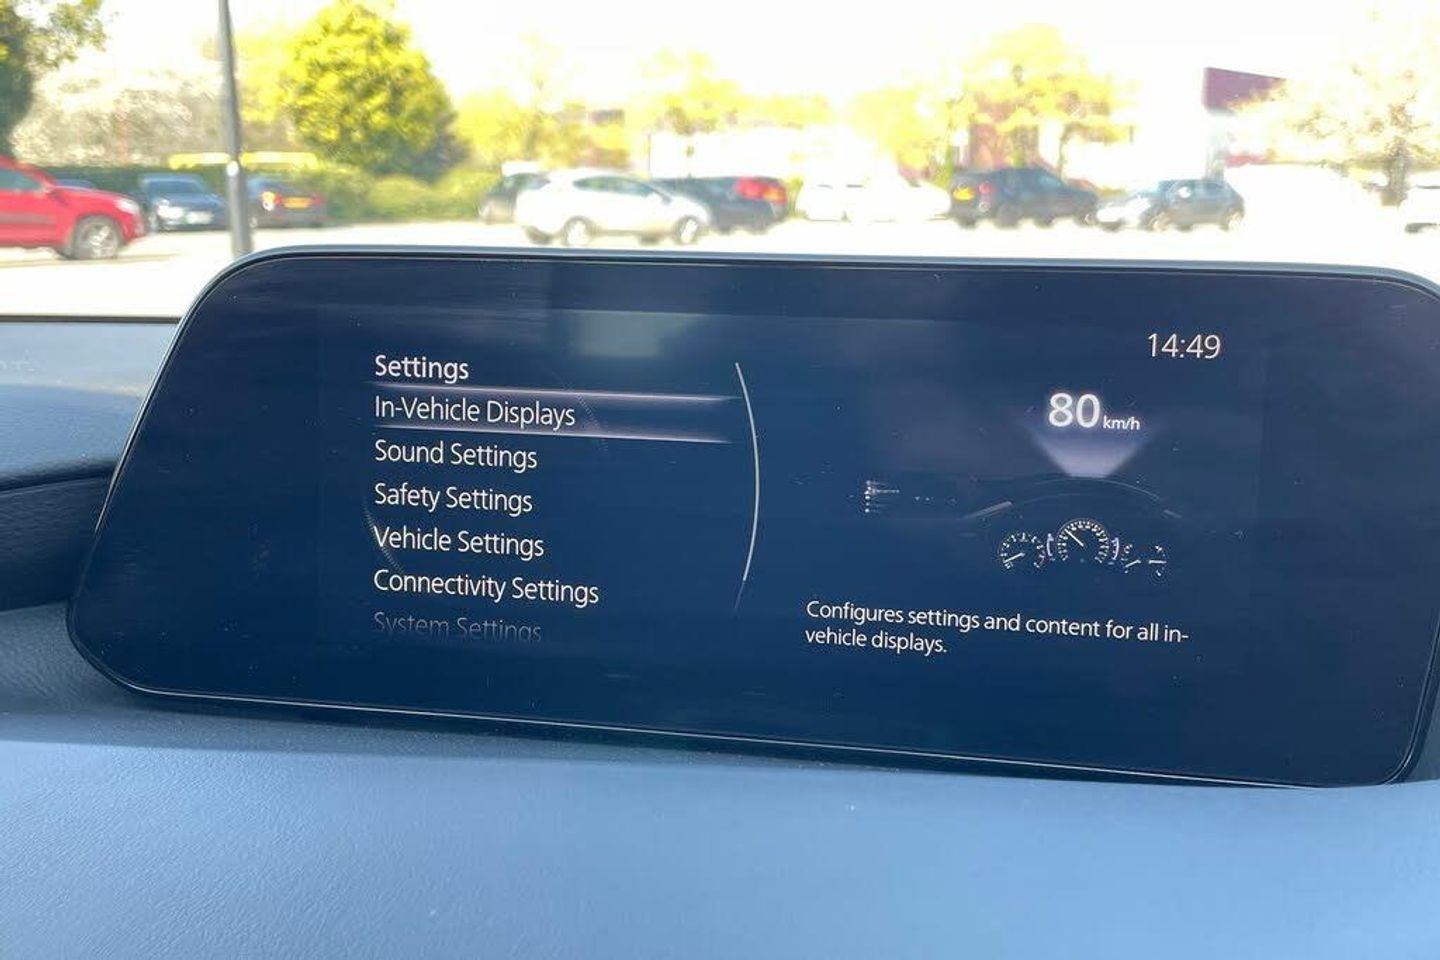 14:49
Settings
In-Vehicle Displays
Sound Settings
Safety Settings
Vehicle Settings
Connectivity Settings
System Settings
80 km/h
Configures settings and content for all in-
vehicle displays.